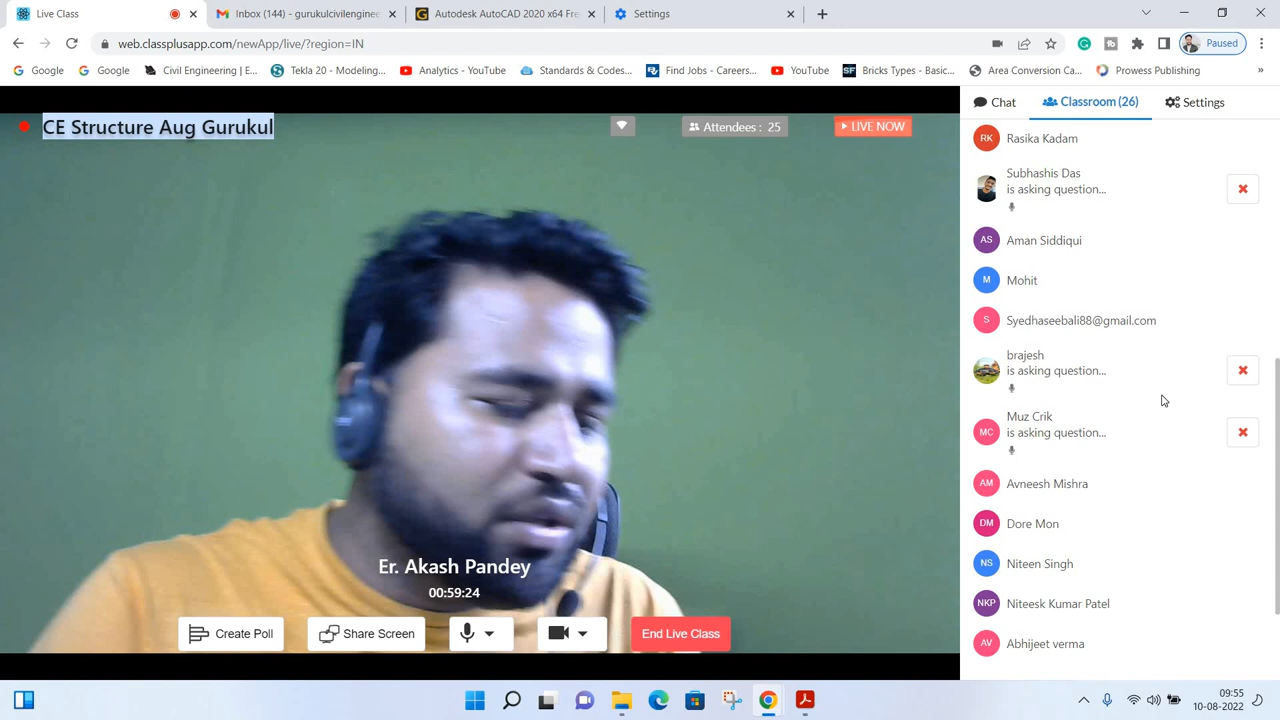 Live Class
Inbox (144) - gurukulcivilenginee
Autodesk AutoCAD 2020 x64 Fre
Settings
web.classplusapp.com/newApp/live/?region=IN
Paused
Google
Google
Civil Engineering | E...
Tekla 20 - Modeling...
Analytics - YouTube
Standards & Codes...
Find Jobs - Careers...
YouTube
SF
Bricks Types - Basic...
Area Conversion Ca...
Prowess Publishing
»
CE Structure Aug Gurukul
Attendees : 25
LIVE NOW
Er. Akash Pandey
00:59:24
Create Poll
Share Screen
End Live Class
Chat
Classroom (26)
Settings
RK Rasika Kadam
Subhashis Das
is asking question...
AS Aman Siddiqui
M Mohit
S Syedhaseebali88@gmail.com
brajesh
is asking question...
Muz Crik
MC is asking question...
AM Avneesh Mishra
DM Dore Mon
NS Niteen Singh
NKP Niteesk Kumar Patel
AV Abhijeet verma
09:55
10-08-2022